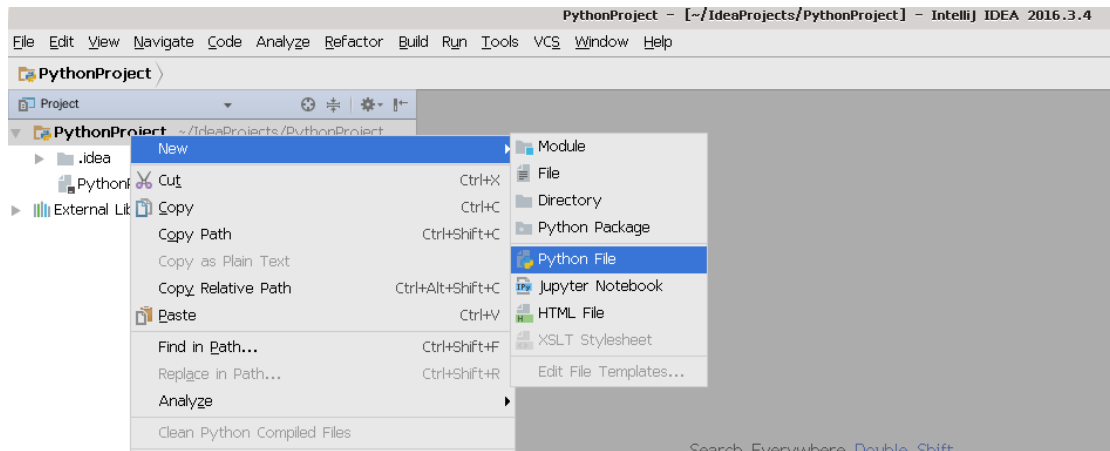 PythonProject - [~/IdeaProjects/PythonProject] - IntelliJ IDEA 2016.3.4
File Edit View Navigate Code Analyze Refactor Build Run Tools VCS Window Help
PythonProject
Project
PythonProject ~/IdeaProjects/PythonProject
.idea
External
New
Cut Ctrl+X
Copy Ctrl+C
Copy Path Ctrl+Shift+C
Copy as Plain Text
Copy Relative Path Ctrl+Alt+Shift+C
Paste Ctrl+V
Find in Path... Ctrl+Shift+F
Replace in Path... Ctrl+Shift+R
Analyze
Clean Python Compiled Files
Module
File
Directory
Python Package
Python File
Jupyter Notebook
HTML File
XSLT Stylesheet
Edit File Templates...
Search Everywhere Double Shift